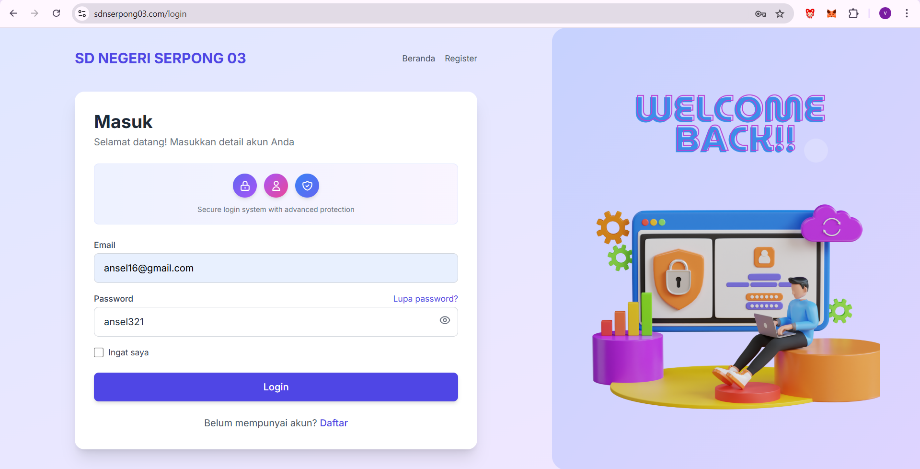 sdnserpong03.com/login
V
SD NEGERI SERPONG 03
Beranda Register
Masuk
Selamat datang! Masukkan detail akun Anda
Secure login system with advanced protection
Email
ansel16@gmail.com
Password Lupa password?
ansel321
Ingat saya
Login
Belum mempunyai akun? Daftar
WELCOME
BACK!!